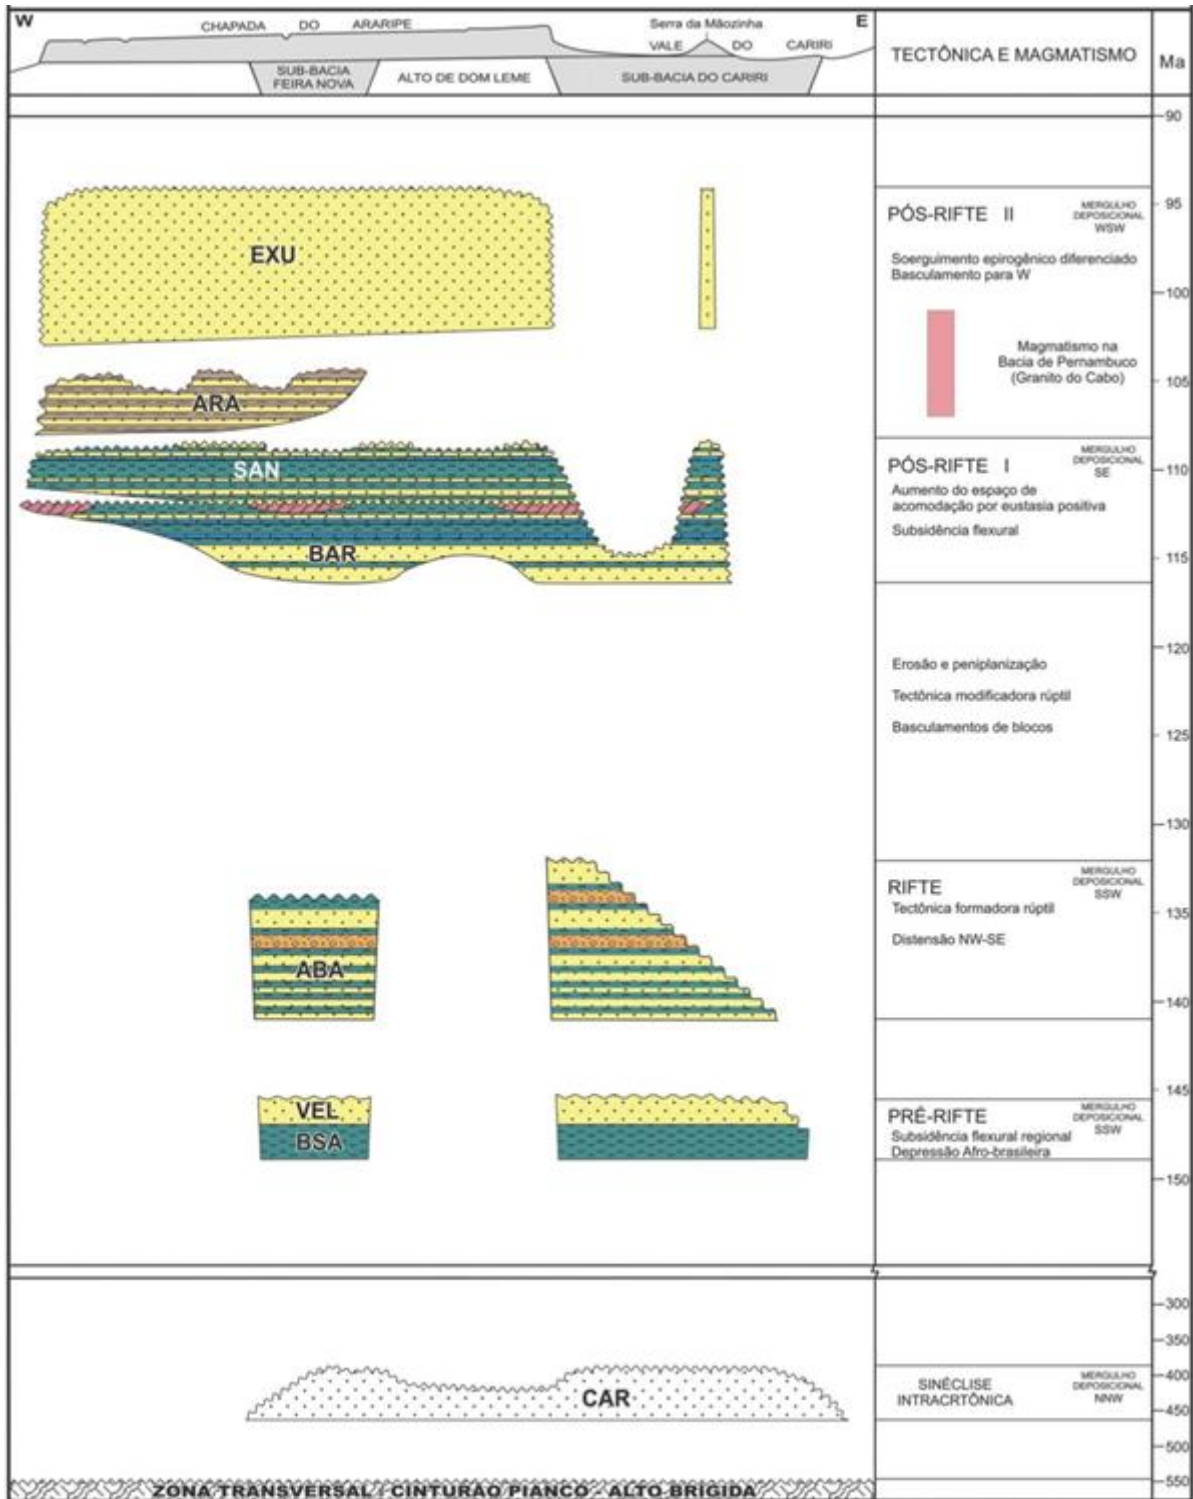 W
E
CHAPADA DO ARARIPE
Serra da Mãozinha
VALE DO CARIRI
SUB-BACIA
FEIRA NOVA
ALTO DE DOM LEME
SUB-BACIA DO CARIRI
TECTÔNICA E MAGMATISMO
Ma
90
EXU
PÓS-RIFTE II
MERGULHO
DEPOSICIONAL
WSW
95
Soerguimento epirogênico diferenciado
Basculamento para W
100
Magmatismo na
Bacia de Pernambuco
(Granito do Cabo)
105
ARA
SAN
PÓS-RIFTE I
MERGULHO
DEPOSICIONAL
SE
110
Aumento do espaço de
acomodação por eustasia positiva
Subsidência flexural
BAR
115
120
Erosão e peniplanização
Tectônica modificadora rúptil
Basculamentos de blocos
125
130
RIFTE
MERGULHO
DEPOSICIONAL
SSW
Tectônica formadora rúptil
135
Distensão NW-SE
ABA
140
145
VEL
BSA
PRÉ-RIFTE
MERGULHO
DEPOSICIONAL
SSW
Subsidência flexural regional
Depressão Afro-brasileira
150
300
350
400
CAR
SINÉCLISE
INTRACRTÔNICA
MERGULHO
DEPOSICIONAL
NNW
450
500
550
ZONA TRANSVERSAL / CINTURÃO PIANCÓ - ALTO BRÍGIDA